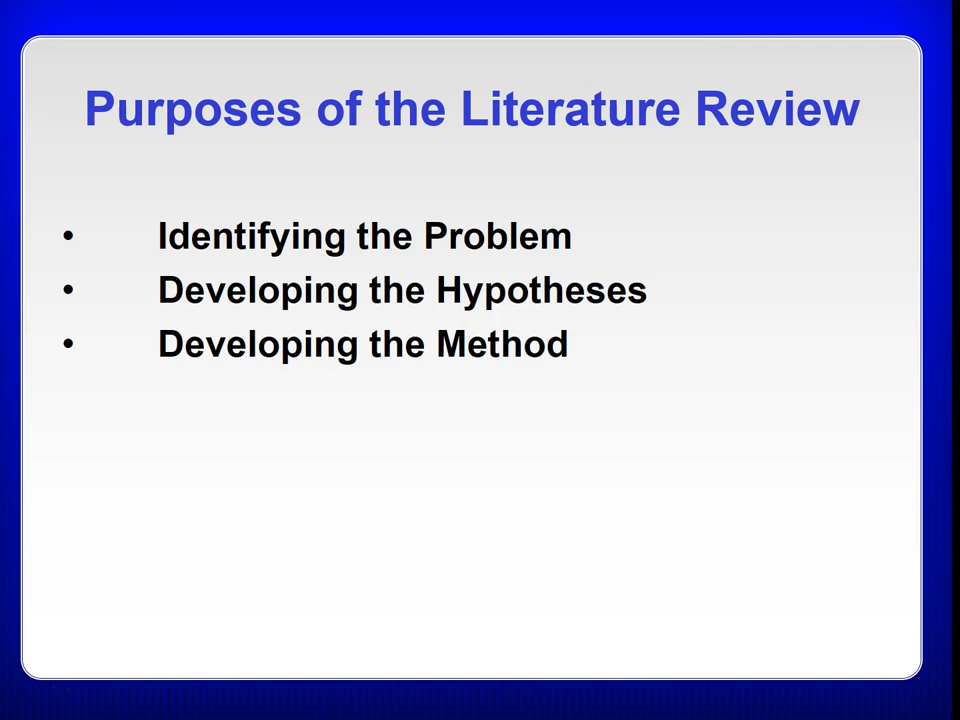 Purposes of the Literature Review
• Identifying the Problem
• Developing the Hypotheses
• Developing the Method